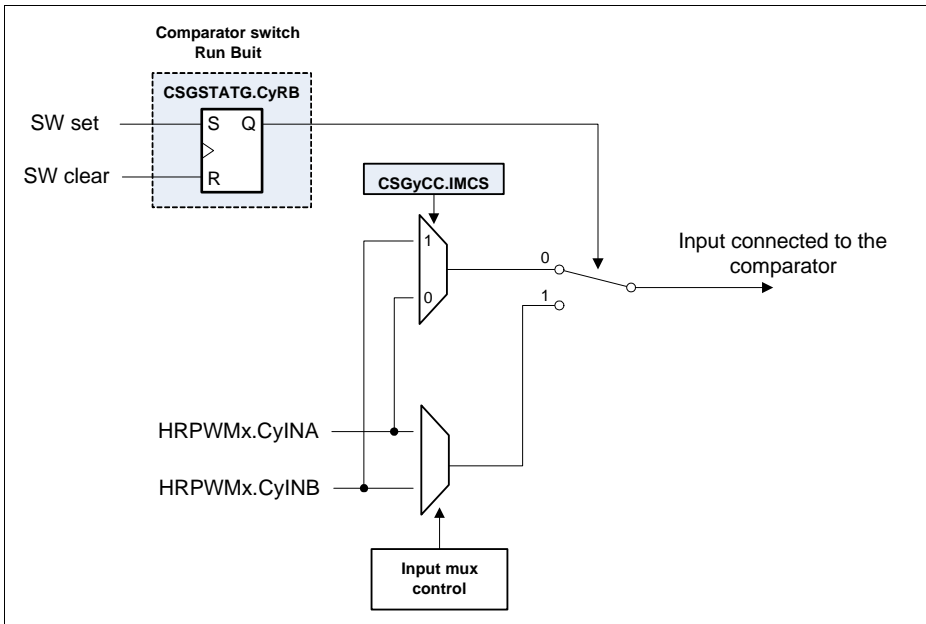 Comparator switch
Run Buit
CSGSTATG.CyRB
SW set
S Q
SW clear
R
CSGyCC.IMCS
1
0
0
1
Input connected to the
comparator
HRPWMx.CyINA
HRPWMx.CyINB
Input mux
control